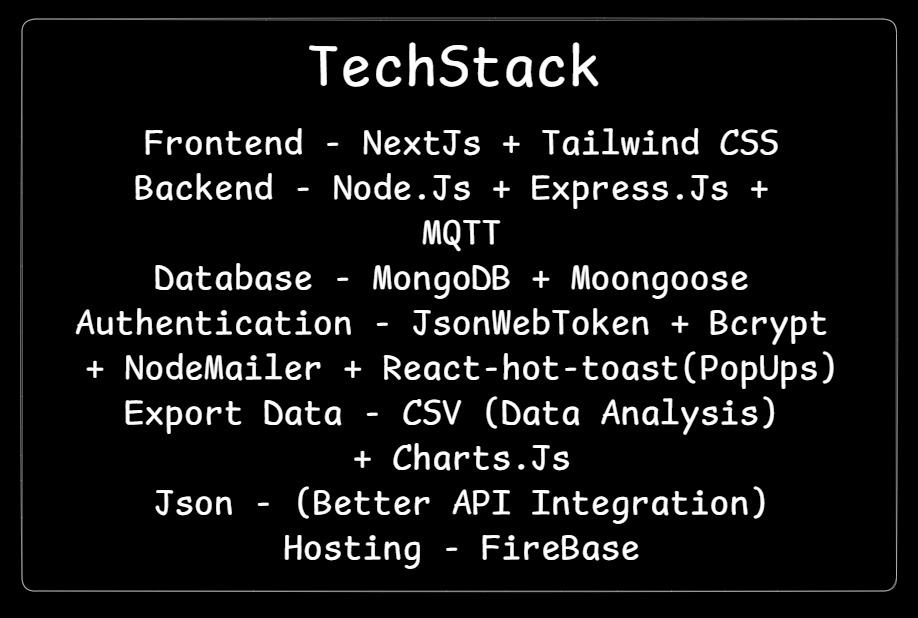 TechStack
Frontend - NextJs + Tailwind CSS
Backend - Node.Js + Express.Js +
MQTT
Database - MongoDB + Moongoose
Authentication - JsonWebToken + Bcrypt
+ NodeMailer + React-hot-toast(PopUps)
Export Data - CSV (Data Analysis)
+ Charts.Js
Json - (Better API Integration)
Hosting - FireBase